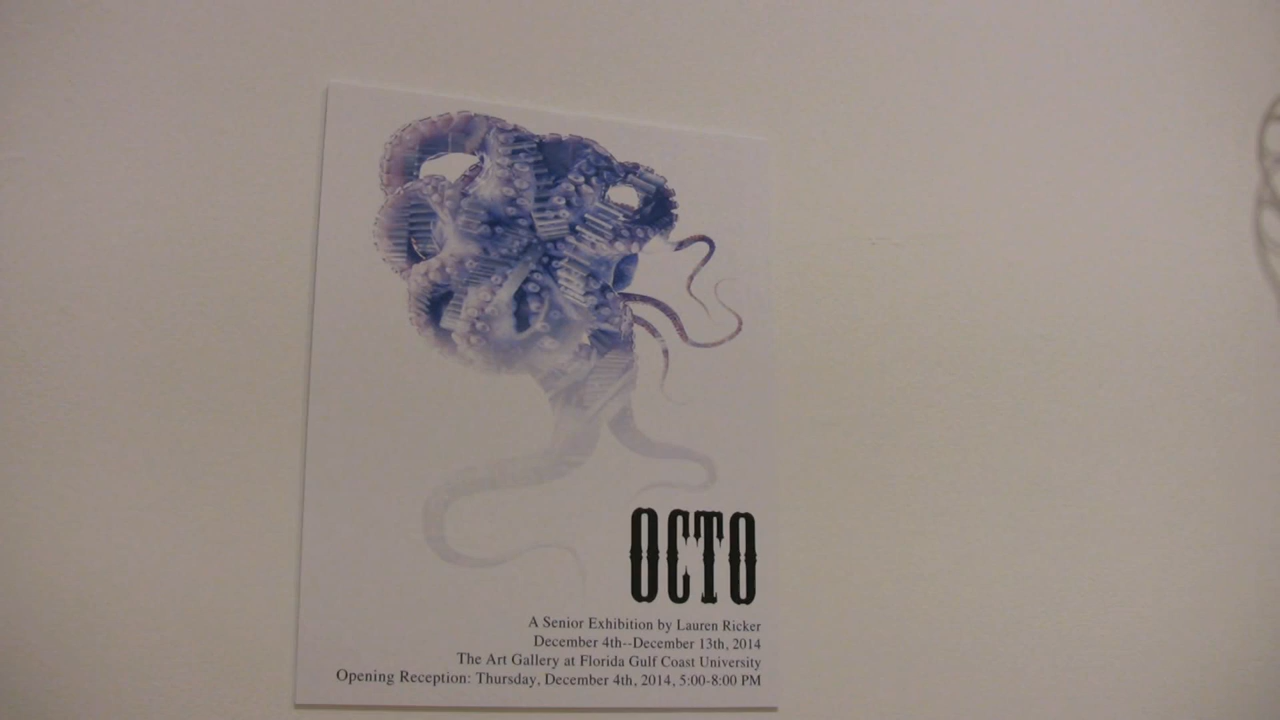 OCTO
A Senior Exhibition by Lauren Ricker
December 4th--December 13th, 2014
The Art Gallery at Florida Gulf Coast University
Opening Reception: Thursday, December 4th, 2014, 5:00-8:00 PM